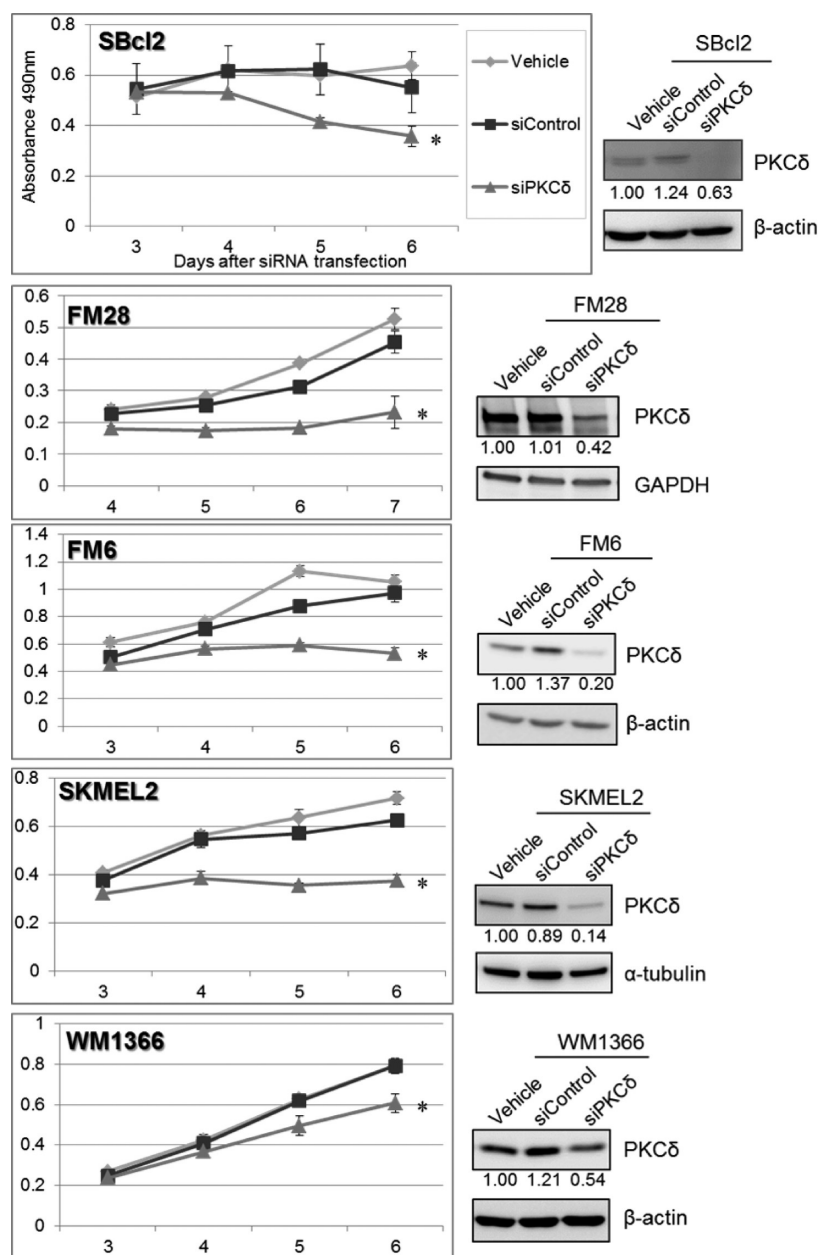 SBcl2
Absorbance 490nm
0.8
0.6
0.4
0.2
0
3 4 5 6
Days after siRNA transfection
*
Vehicle
siControl
siPKCδ
SBcl2
Vehicle siControl siPKCδ
PKCδ
1.00 1.24 0.63
β-actin
FM28
0.6
0.5
0.4
0.3
0.2
0.1
0
4 5 6 7
*
FM28
Vehicle siControl siPKCδ
PKCδ
1.00 1.01 0.42
GAPDH
FM6
1.4
1.2
1
0.8
0.6
0.4
0.2
0
3 4 5 6
*
FM6
Vehicle siControl siPKCδ
PKCδ
1.00 1.37 0.20
β-actin
SKMEL2
0.8
0.6
0.4
0.2
0
3 4 5 6
*
SKMEL2
Vehicle siControl siPKCδ
PKCδ
1.00 0.89 0.14
α-tubulin
WM1366
1
0.8
0.6
0.4
0.2
0
3 4 5 6
*
WM1366
Vehicle siControl siPKCδ
PKCδ
1.00 1.21 0.54
β-actin